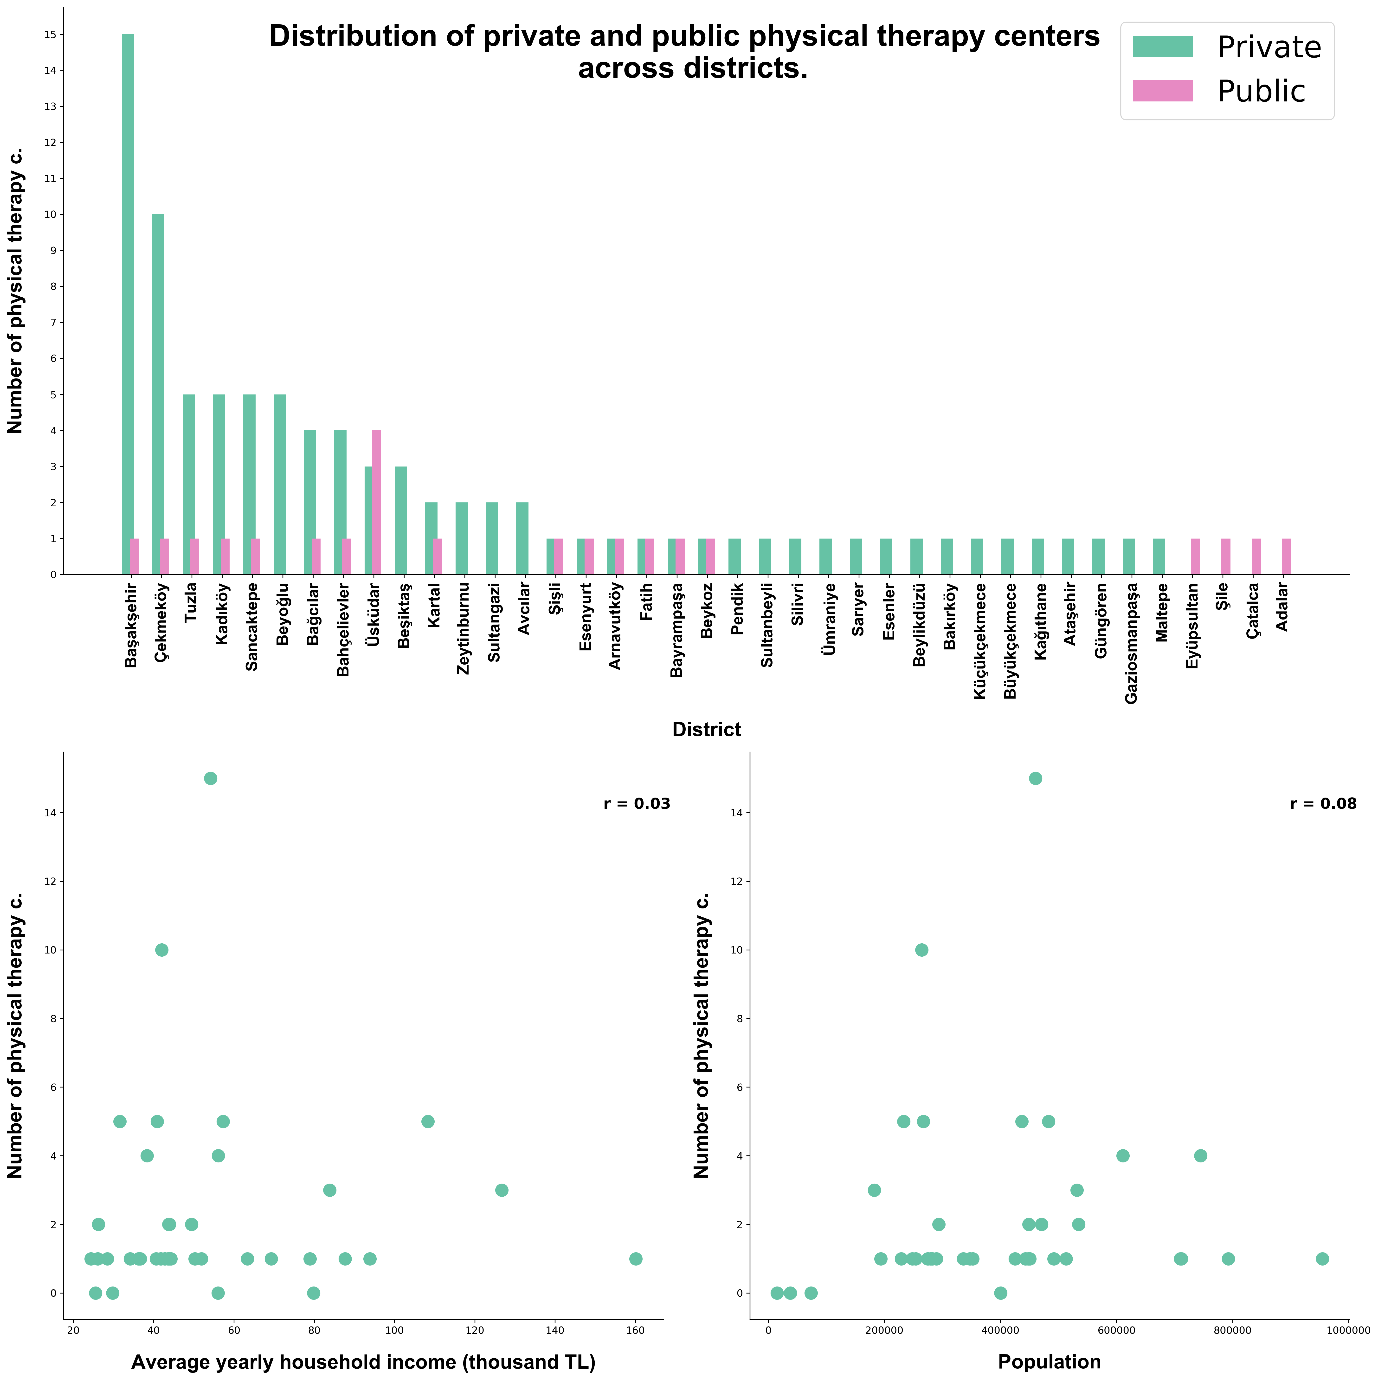 Distribution of private and public physical therapy centers
across districts.
Private
Public
Number of physical therapy c.
15
14
13
12
11
10
9
8
7
6
5
4
3
2
1
0
Başakşehir
Çekmeköy
Tuzla
Kadıköy
Sancaktepe
Beyoğlu
Bağcılar
Bahçelievler
Üsküdar
Beşiktaş
Kartal
Zeytinburnu
Sultangazi
Avcılar
Şişli
Esenyurt
Arnavutköy
Fatih
Bayrampaşa
Beykoz
Pendik
Sultanbeyli
Silivri
Ümraniye
Sarıyer
Esenler
Beylikdüzü
Bakırköy
Küçükçekmece
Büyükçekmece
Kağıthane
Ataşehir
Güngören
Gaziosmanpaşa
Maltepe
Eyüpsultan
Şile
Çatalca
Adalar
District
Number of physical therapy c.
14
12
10
8
6
4
2
0
r = 0.03
20
40
60
80
100
120
140
160
Average yearly household income (thousand TL)
Number of physical therapy c.
14
12
10
8
6
4
2
0
r = 0.08
0
200000
400000
600000
800000
1000000
Population